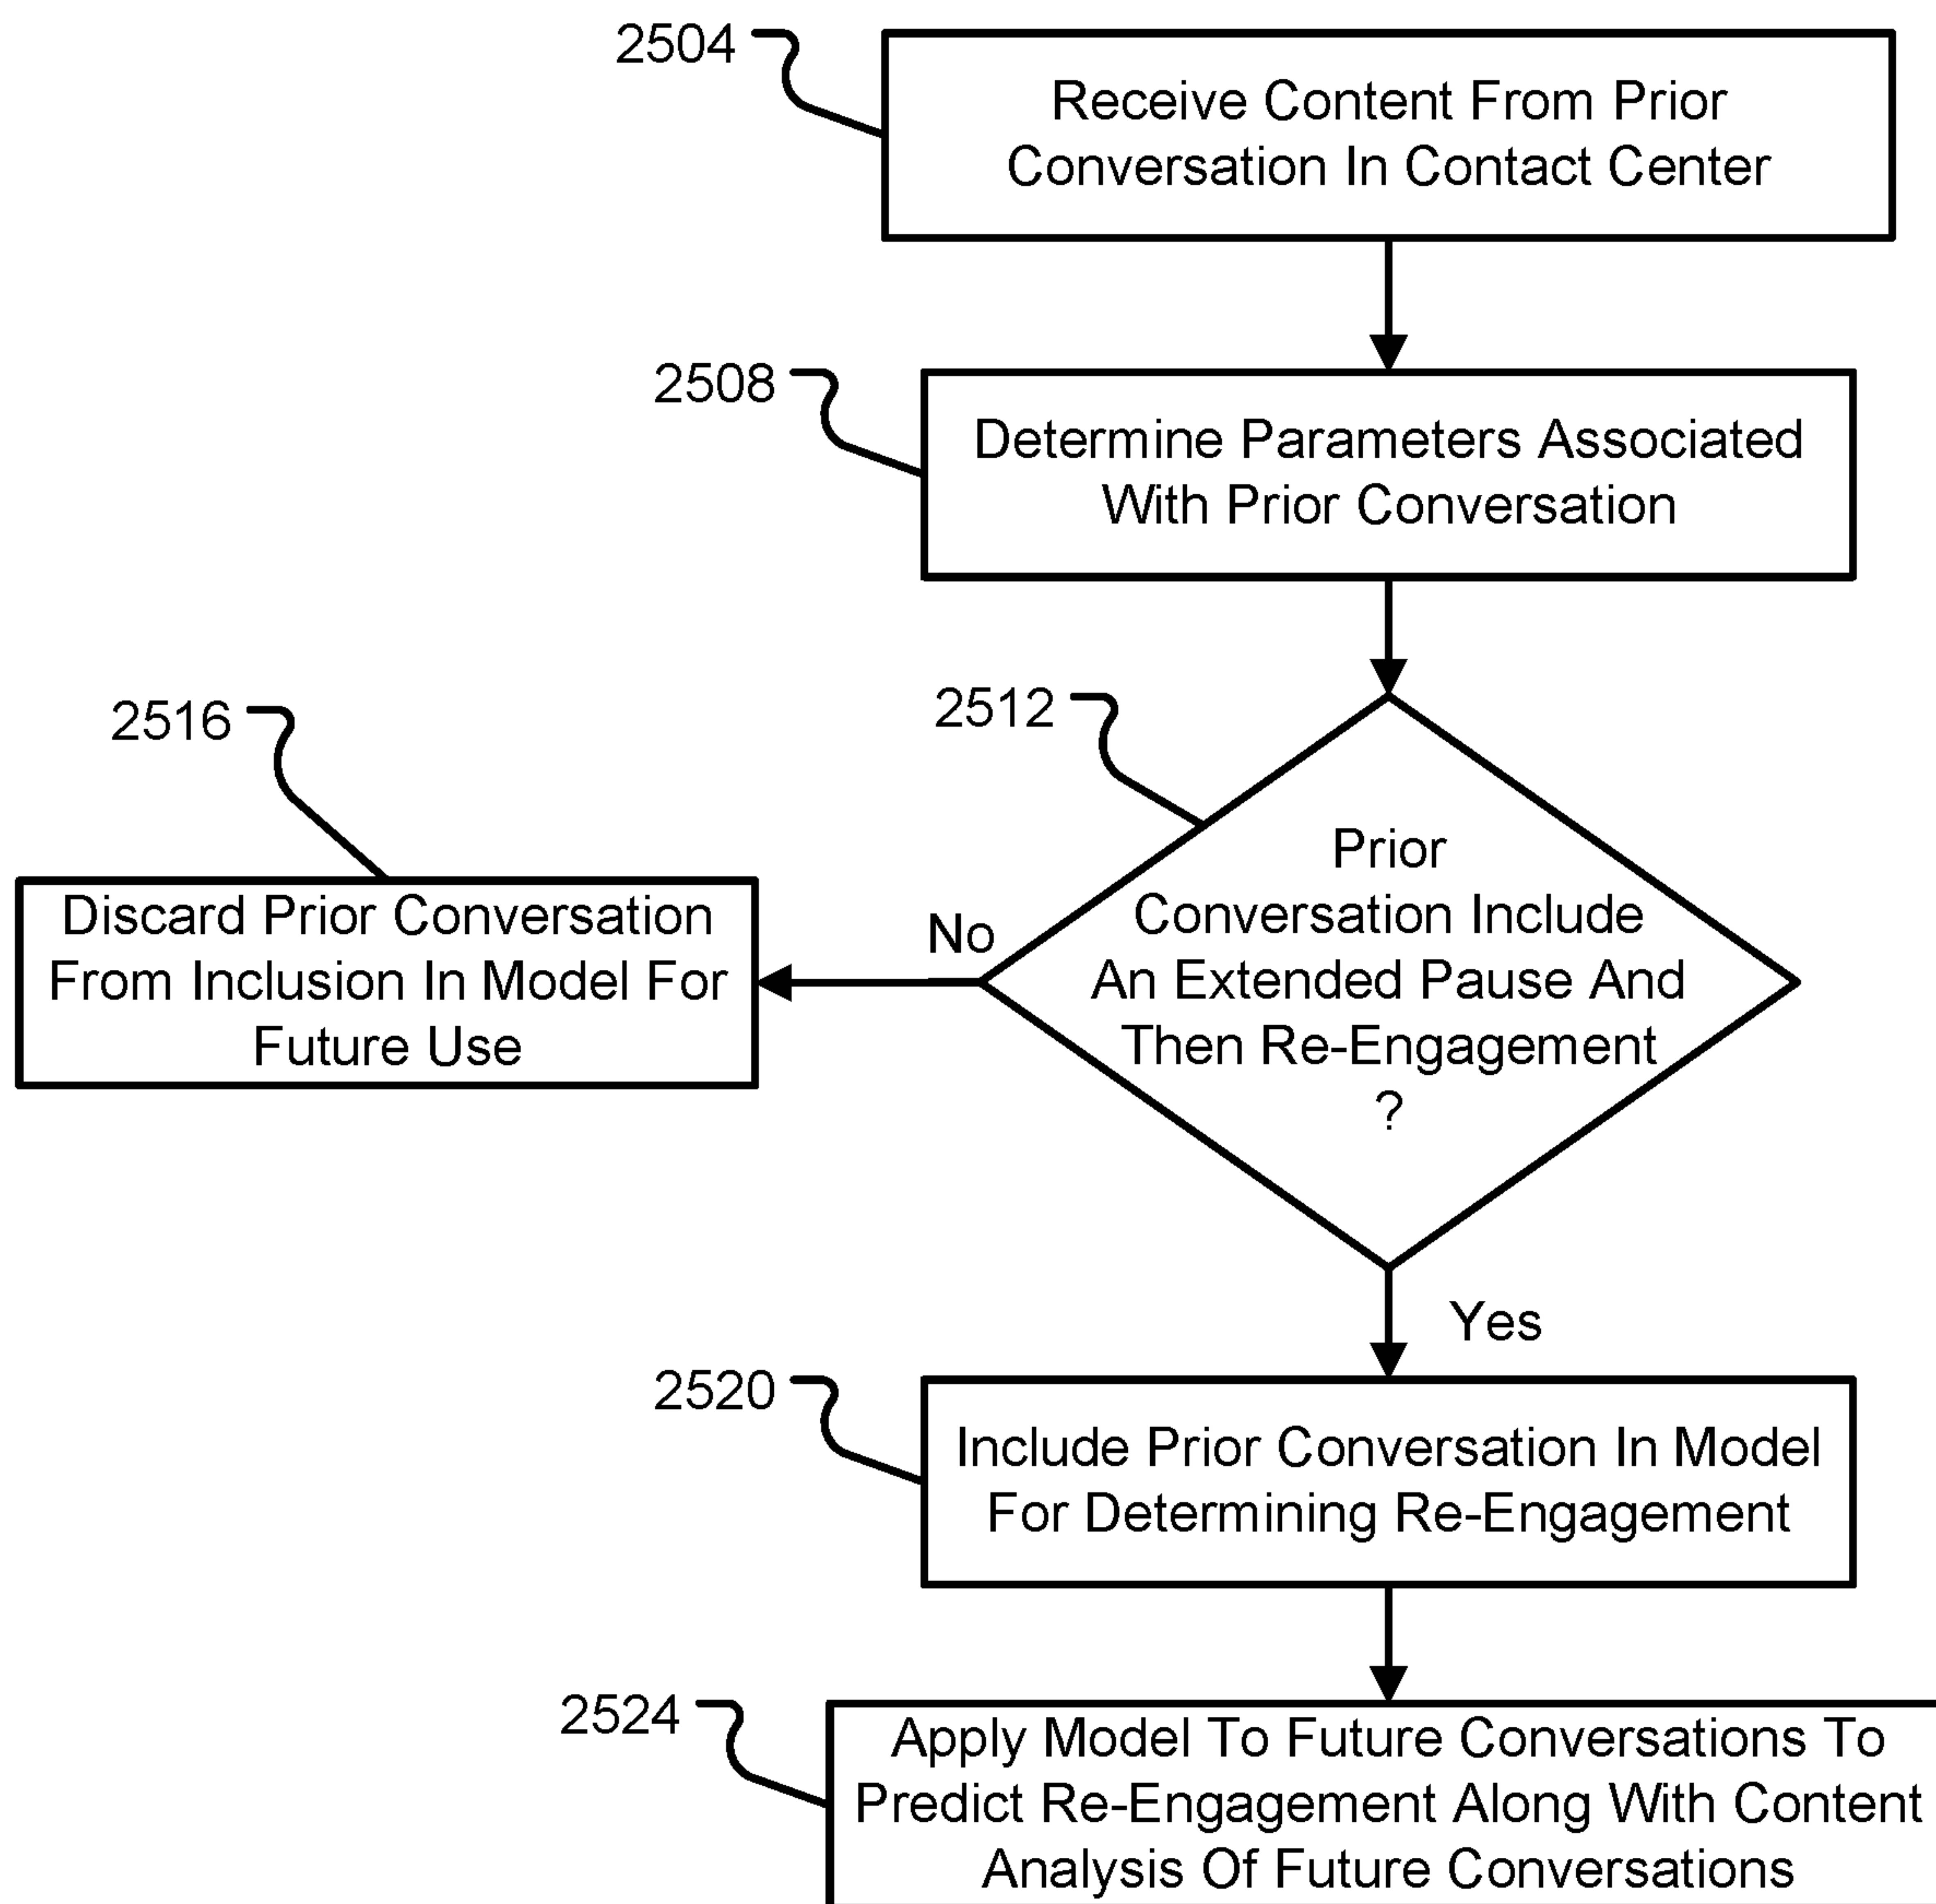 2504
Receive Content From Prior
Conversation In Contact Center
2508
Determine Parameters Associated
With Prior Conversation
2512
Prior
Conversation Include
An Extended Pause And
Then Re-Engagement
?
No
2516
Discard Prior Conversation
From Inclusion In Model For
Future Use
Yes
2520
Include Prior Conversation In Model
For Determining Re-Engagement
2524
Apply Model To Future Conversations To
Predict Re-Engagement Along With Content
Analysis Of Future Conversations